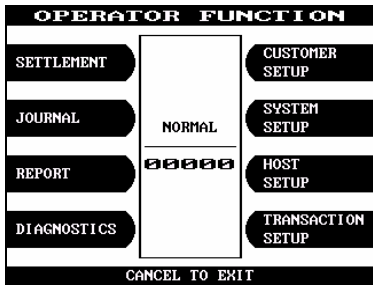 OPERATOR FUNCTION
SETTLEMENT
CUSTOMER
SETUP
JOURNAL
SYSTEM
SETUP
NORMAL
00000
REPORT
HOST
SETUP
DIAGNOSTICS
TRANSACTION
SETUP
CANCEL TO EXIT